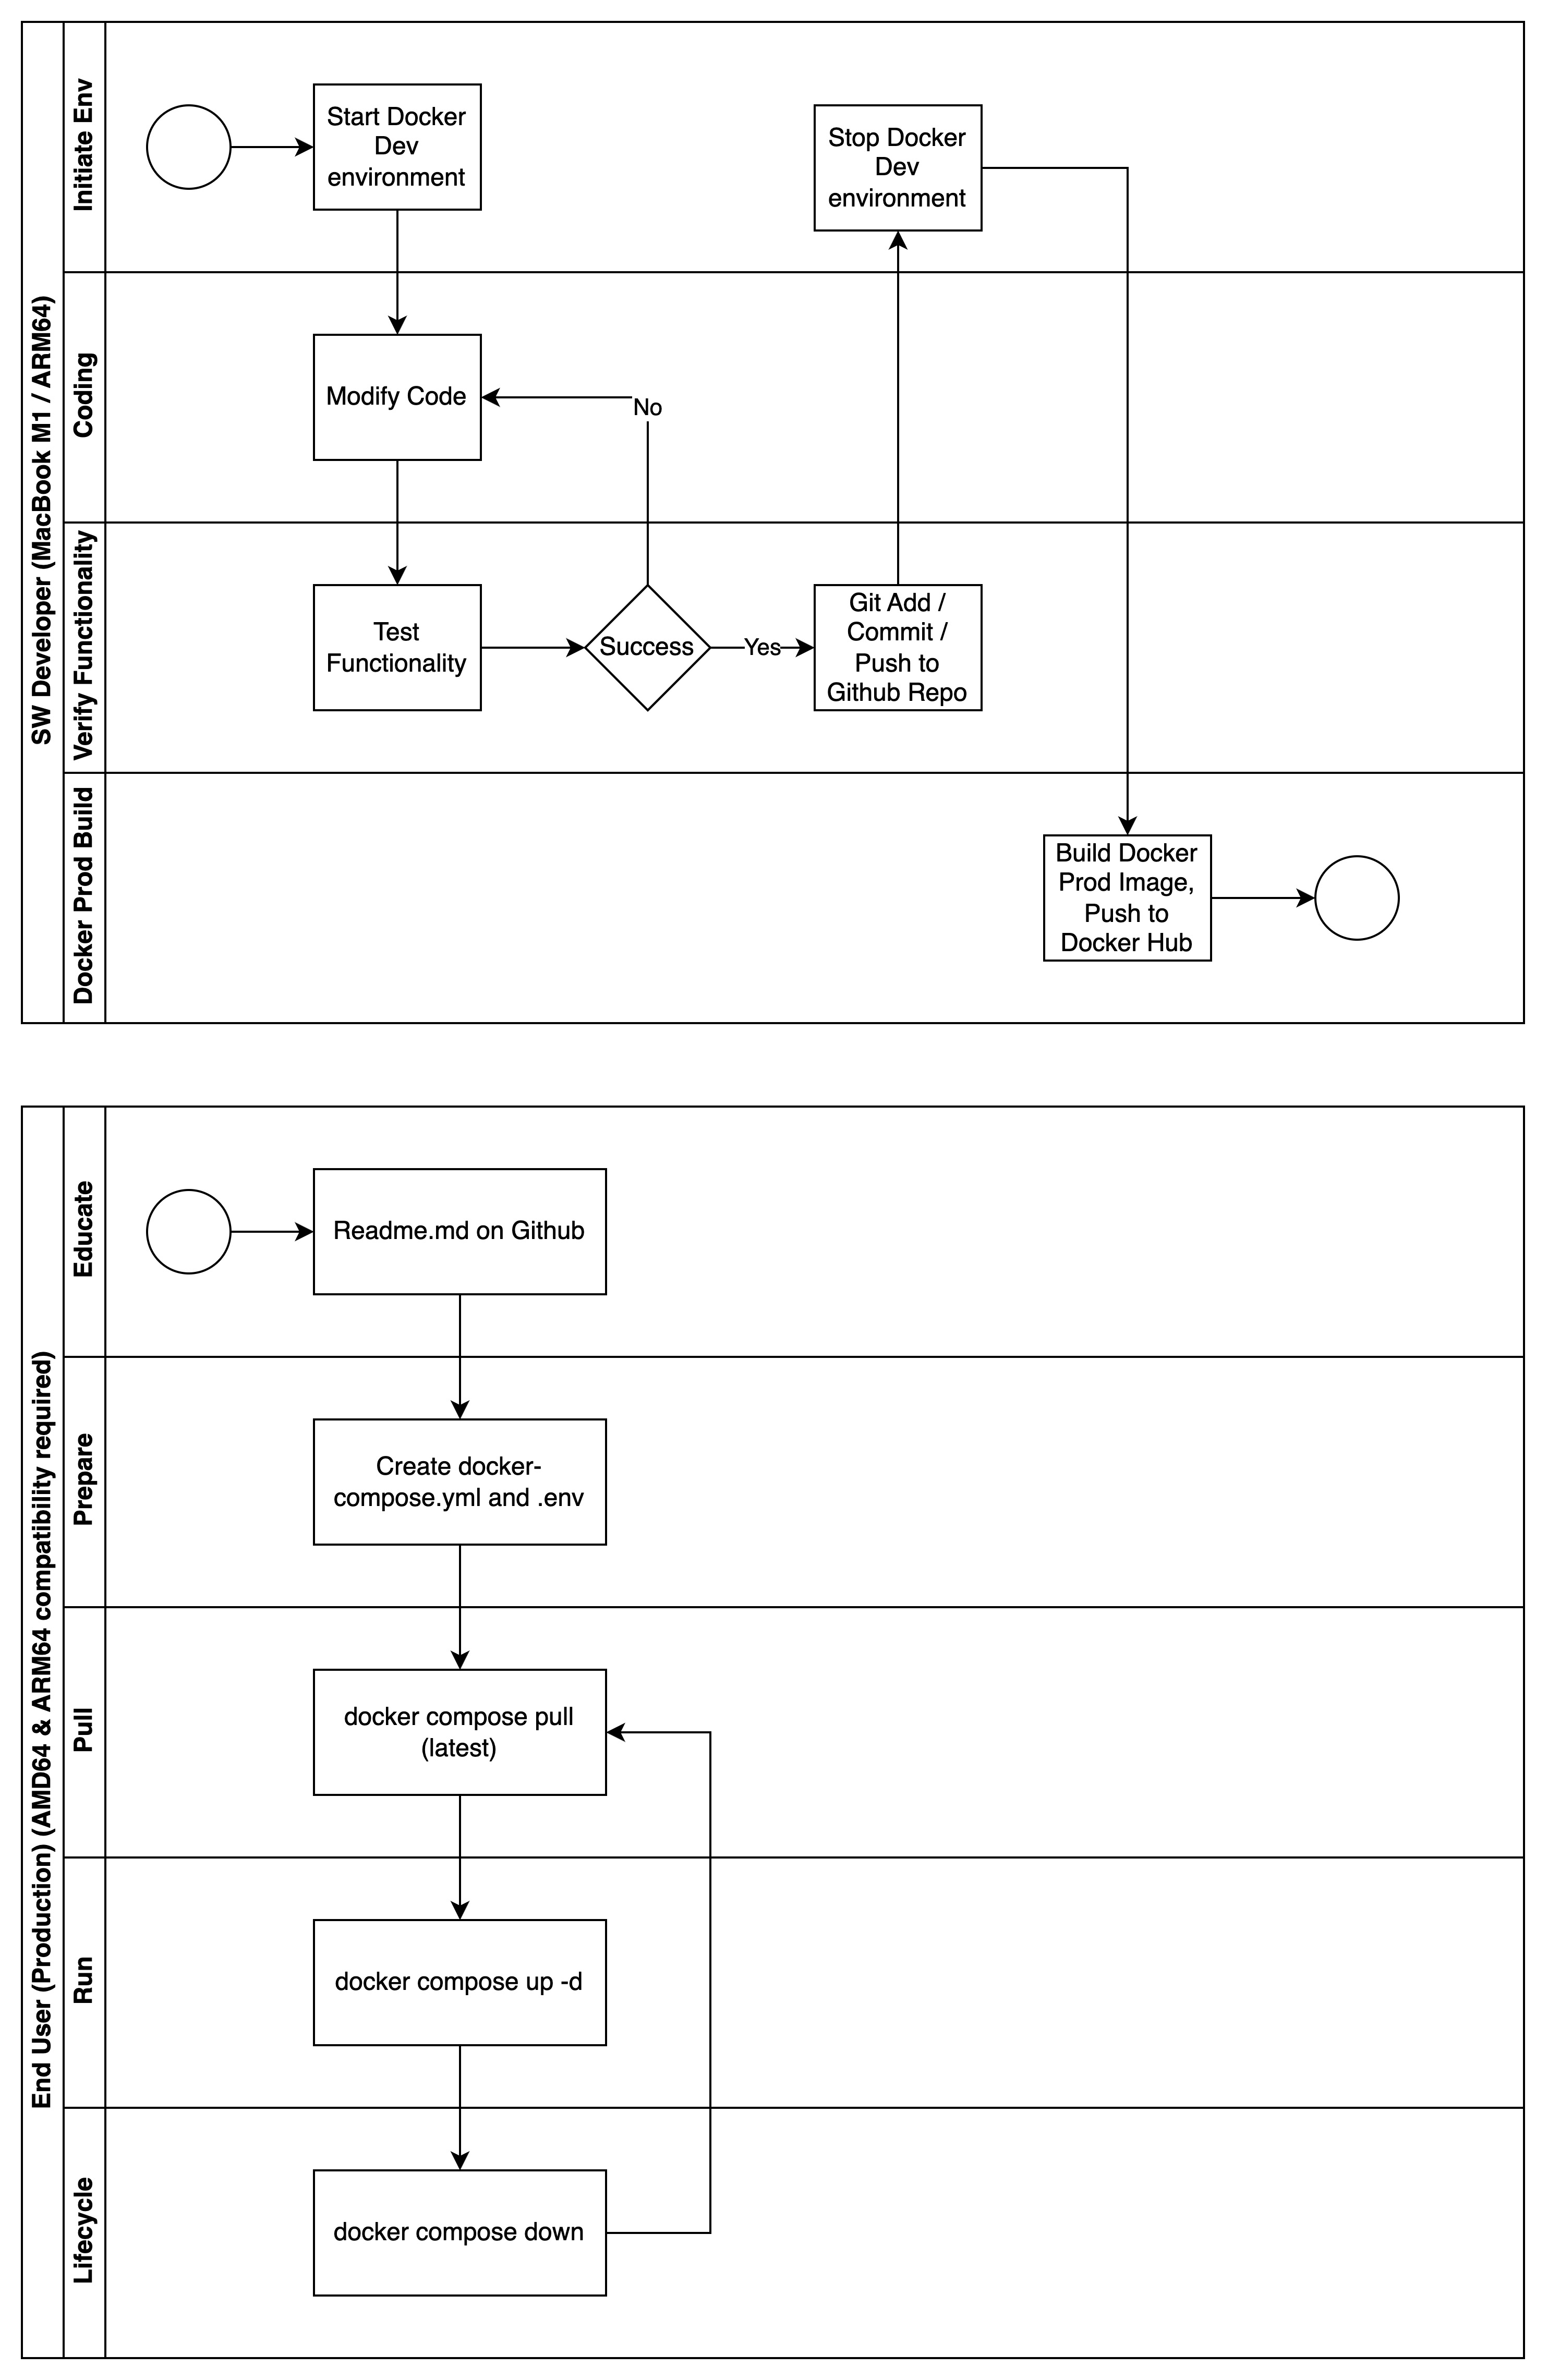 SW Developer (MacBook M1 / ARM64)
Initiate Env
Start Docker
Dev
environment
Stop Docker
Dev
environment
Coding
Modify Code
No
Verify Functionality
Test
Functionality
Success
Yes
Git Add /
Commit /
Push to
Github Repo
Docker Prod Build
Build Docker
Prod Image,
Push to
Docker Hub
End User (Production) (AMD64 & ARM64 compatibility required)
Educate
Readme.md on Github
Prepare
Create docker-
compose.yml and .env
Pull
docker compose pull
(latest)
Run
docker compose up -d
Lifecycle
docker compose down